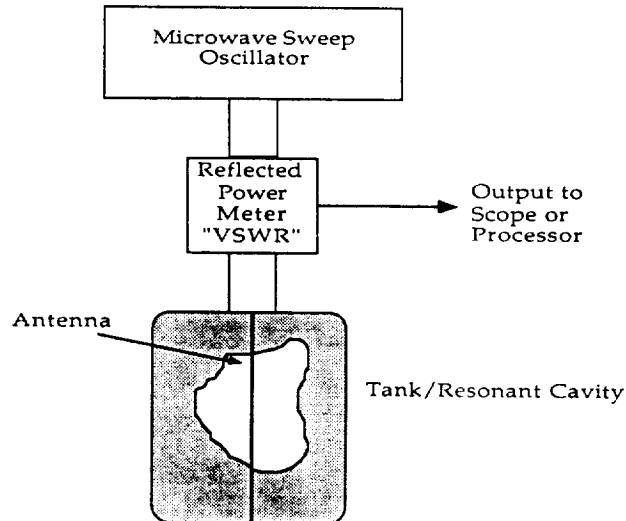 Microwave Sweep
Oscillator
Reflected
Power
Meter
"VSWR"
Output to
Scope or
Processor
Antenna
Tank/Resonant Cavity